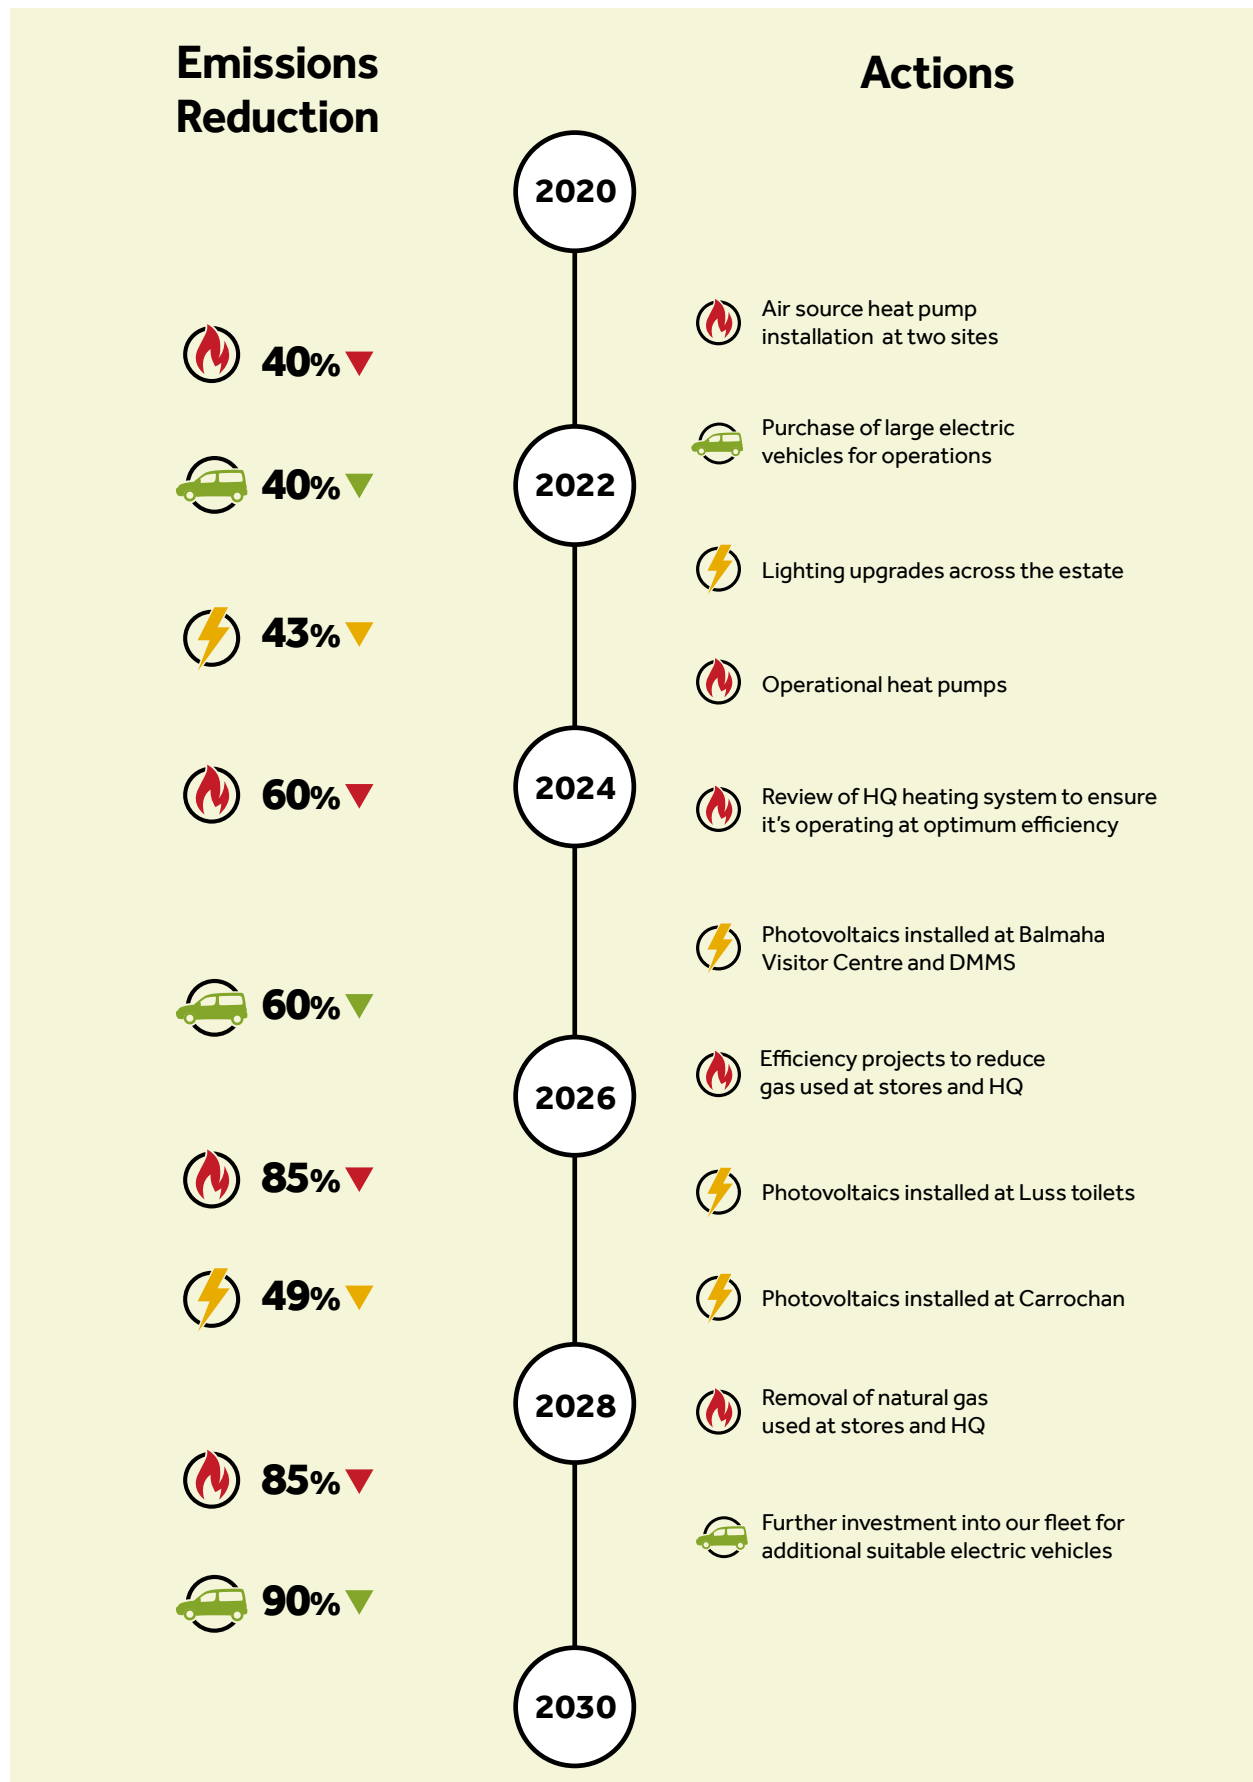 Emissions
Reduction
Actions
2020
Air source heat pump
installation at two sites
40%
Purchase of large electric
vehicles for operations
40%
2022
Lighting upgrades across the estate
43%
Operational heat pumps
2024
60%
Review of HQ heating system to ensure
it's operating at optimum efficiency
Photovoltaics installed at Balmaha
Visitor Centre and DMMS
60%
Efficiency projects to reduce
gas used at stores and HQ
2026
85%
Photovoltaics installed at Luss toilets
49%
Photovoltaics installed at Carrochan
2028
Removal of natural gas
used at stores and HQ
85%
Further investment into our fleet for
additional suitable electric vehicles
90%
2030